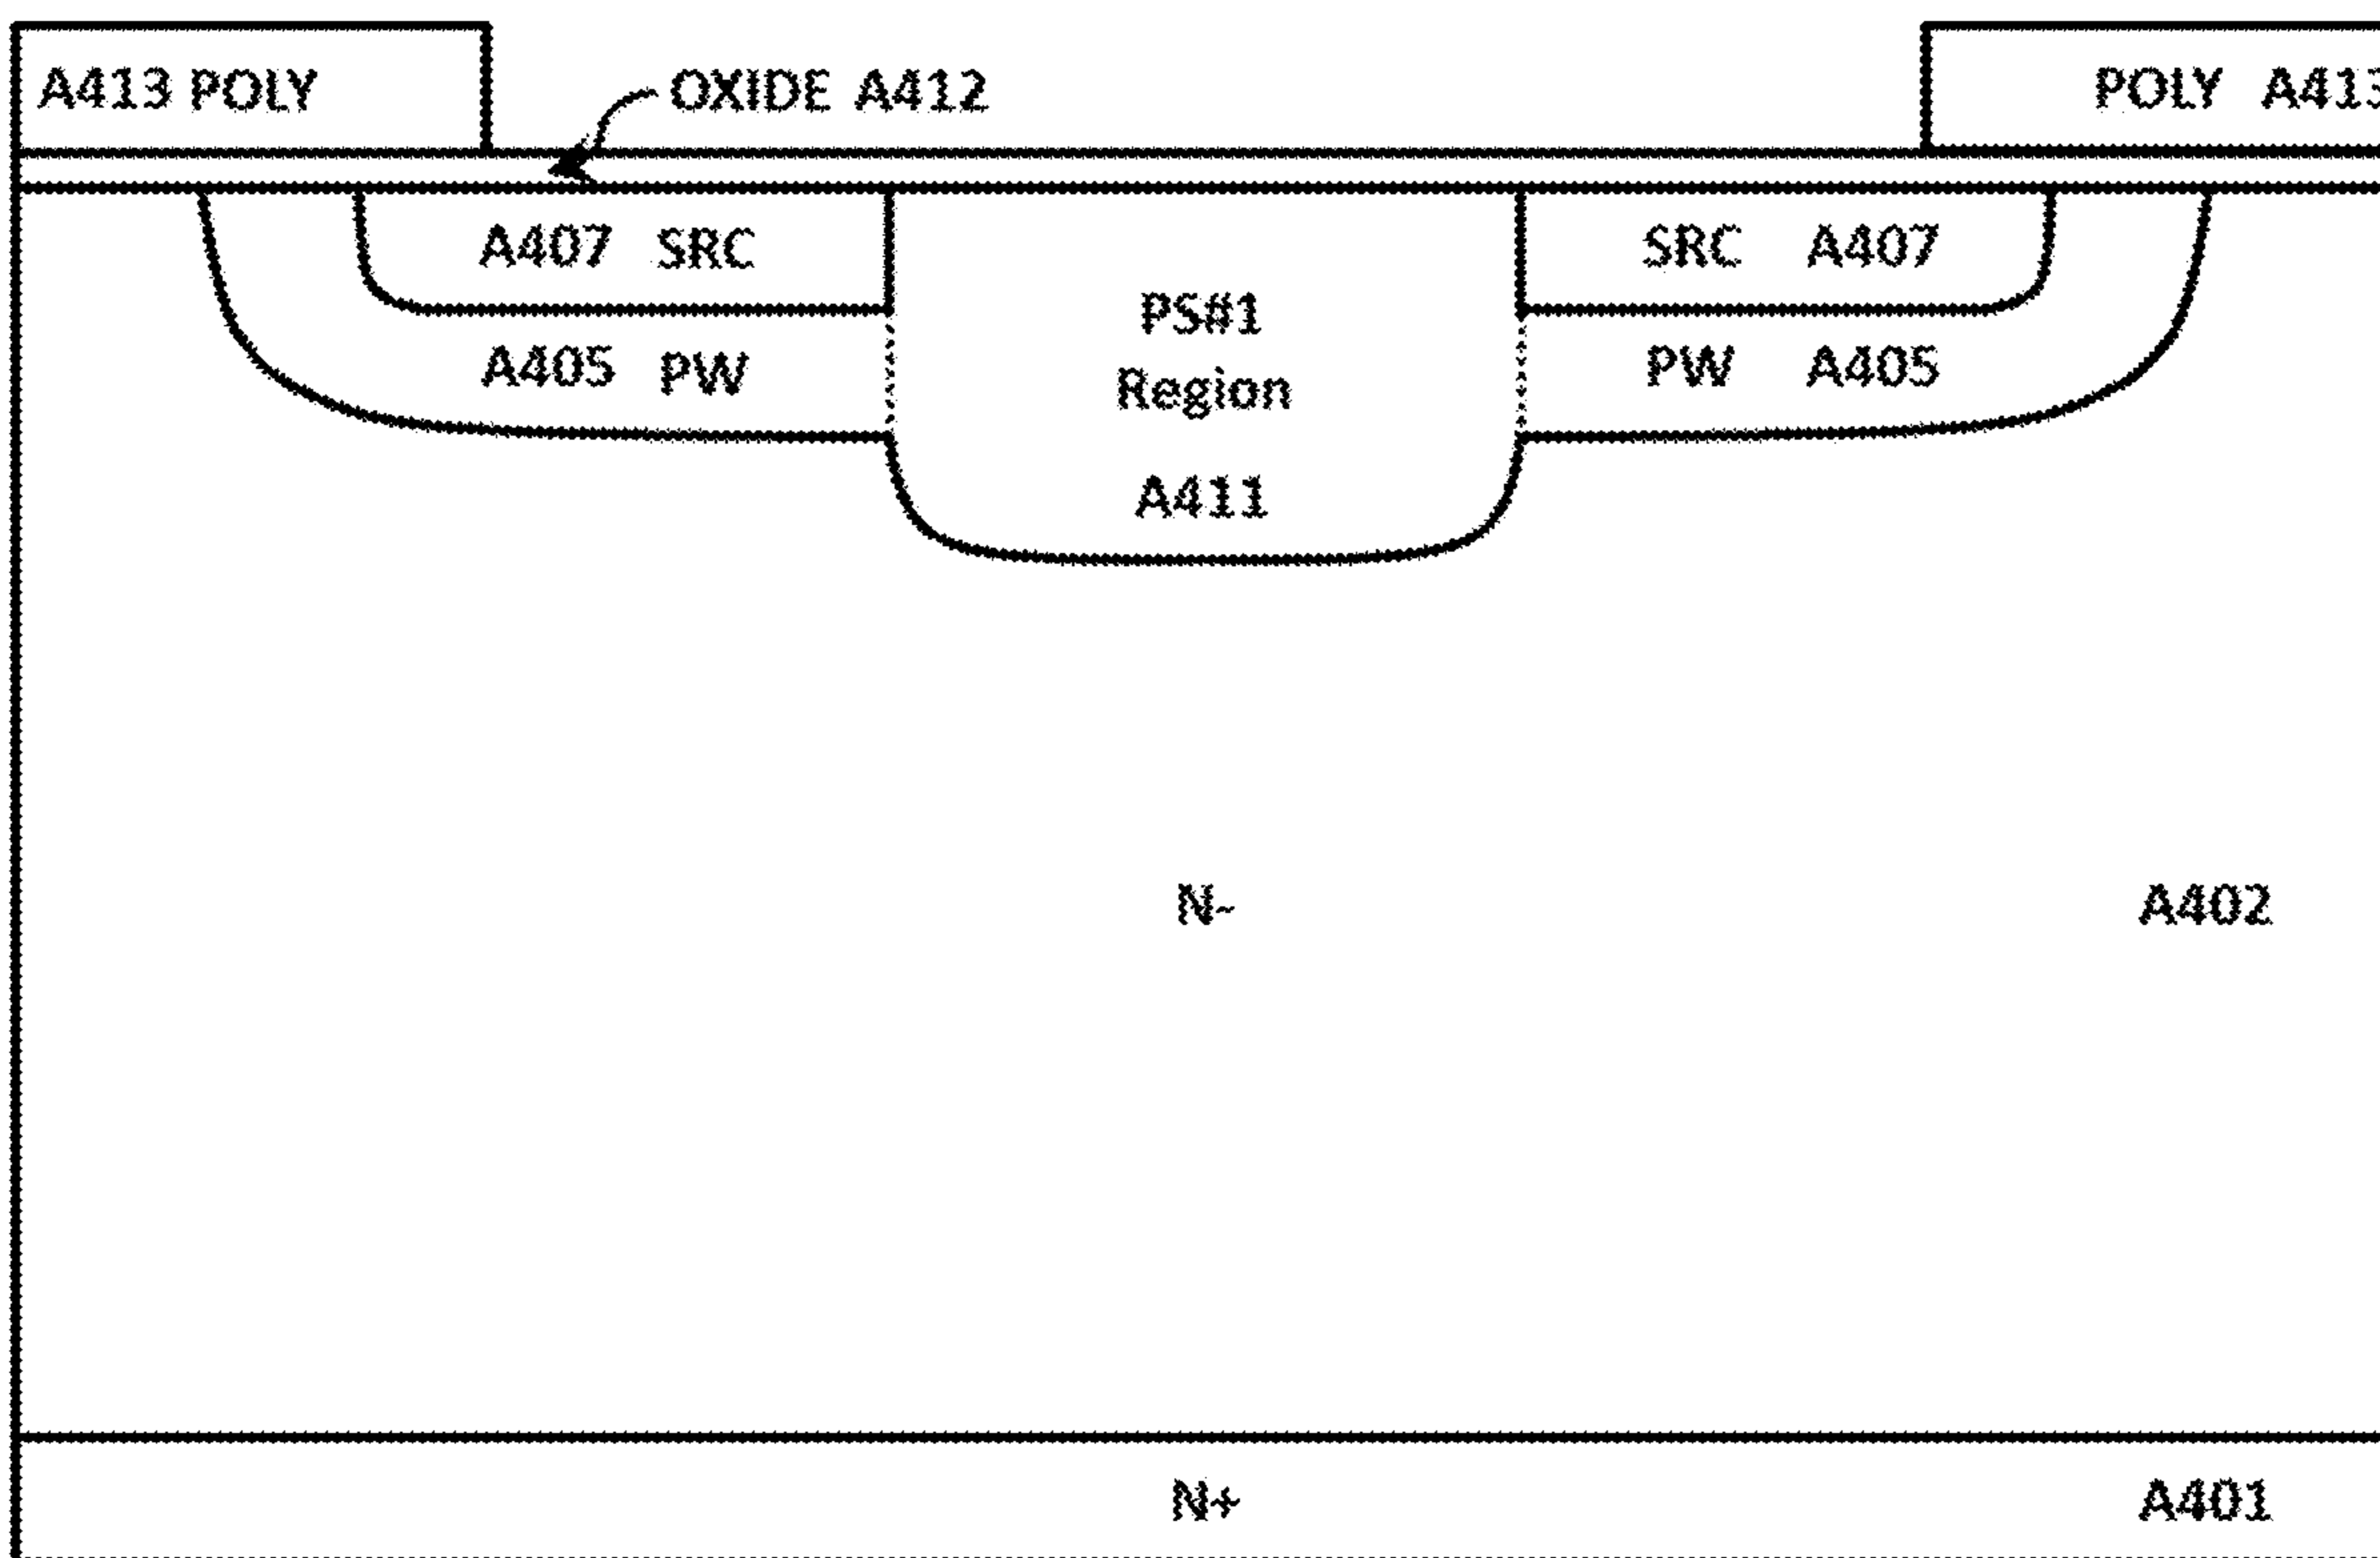 A413 POLY
OXIDE A412
POLY A413
A407 SRC
SRC A407
PS#1
Region
A411
A405 PW
PW A405
N- A402
N+ A401